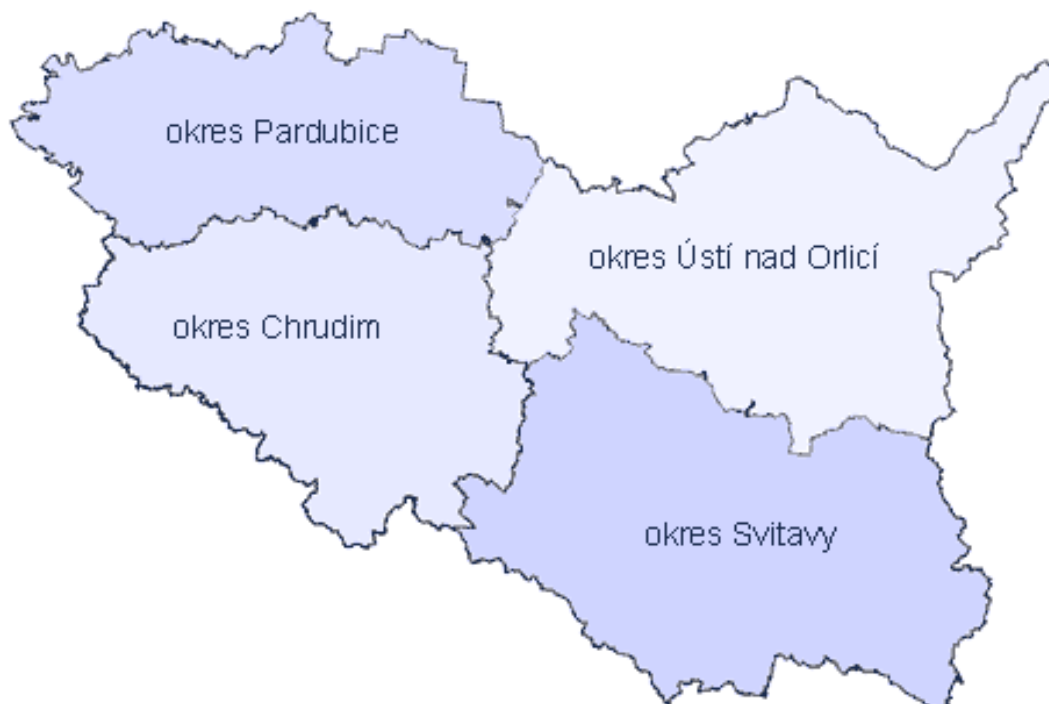 okres Pardubice
okres Ústí nad Orlicí
okres Chrudim
okres Svitavy